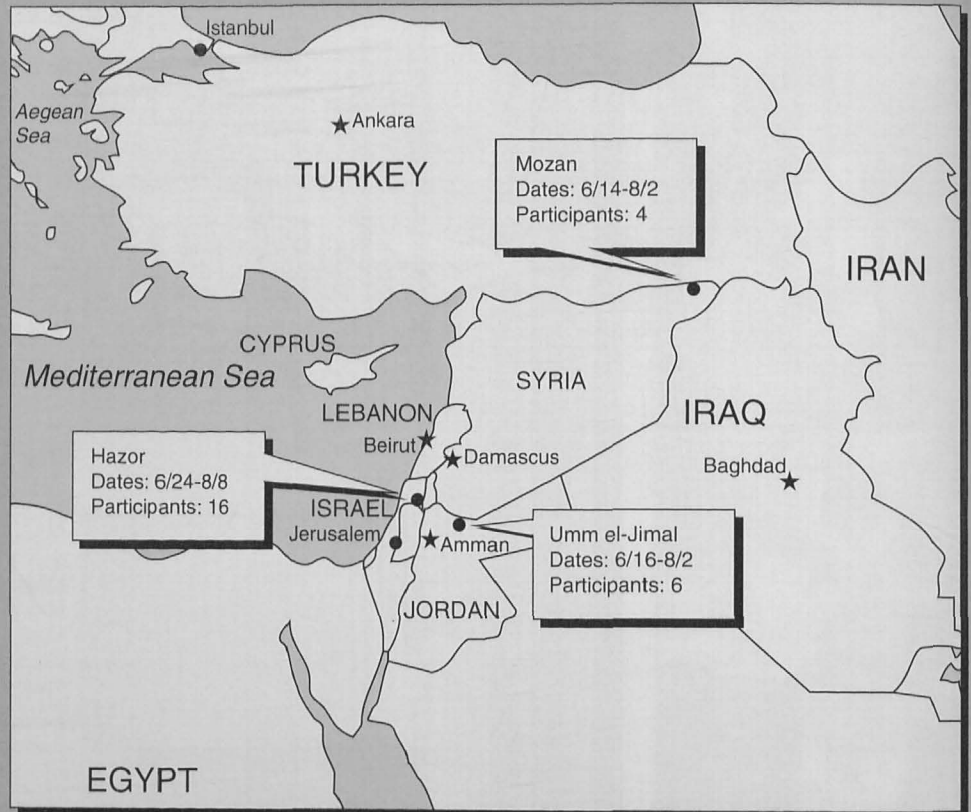 Istanbul
Aegean
Sea
Ankara
TURKEY
Mozan
Dates: 6/14-8/2
Participants: 4
IRAN
CYPRUS
Mediterranean Sea
SYRIA
LEBANON
IRAQ
Beirut
Damascus
Baghdad
Hazor
Dates: 6/24-8/8
Participants: 16
ISRAEL
Jerusalem
Amman
Umm el-Jimal
Dates: 6/16-8/2
Participants: 6
JORDAN
EGYPT